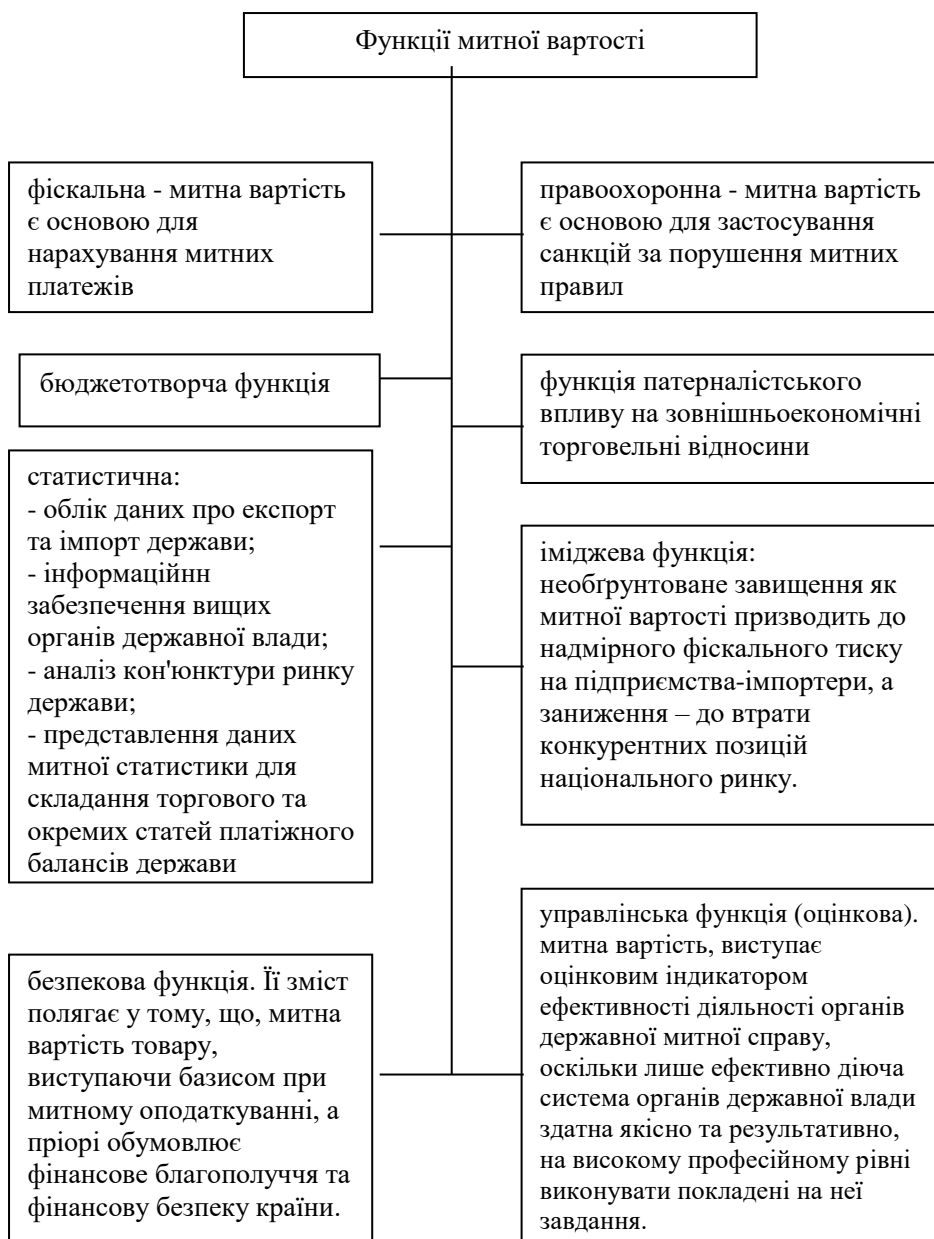 Функції митної вартості
фіскальна - митна вартість
є основою для
нарахування митних
платежів
правоохоронна - митна вартість
є основою для застосування
санкцій за порушення митних
правил
бюджетотворча функція
функція патерналістського
впливу на зовнішньоекономічні
торговельні відносини
статистична:
- облік даних про експорт
та імпорт держави;
- інформаційнн
забезпечення вищих
органів державної влади;
- аналіз кон'юнктури ринку
держави;
- представлення даних
митної статистики для
складання торгового та
окремих статей платіжного
балансів держави
іміджева функція:
необґрунтоване завищення як
митної вартості призводить до
надмірного фіскального тиску
на підприємства-імпортери, а
заниження – до втрати
конкурентних позицій
національного ринку.
безпекова функція. Її зміст
полягає у тому, що, митна
вартість товару,
виступаючи базисом при
митному оподаткуванні, а
пріорі обумовлює
фінансове благополуччя та
фінансову безпеку країни.
управлінська функція (оцінкова).
митна вартість, виступає
оцінковим індикатором
ефективності діяльності органів
державної митної справу,
оскільки лише ефективно діюча
система органів державної влади
здатна якісно та результативно,
на високому професійному рівні
виконувати покладені на неї
завдання.